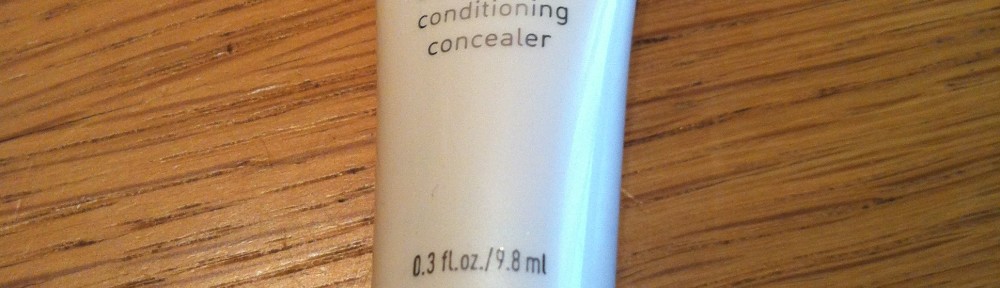 conditioning
concealer
0.3 fl.oz./9.8 ml